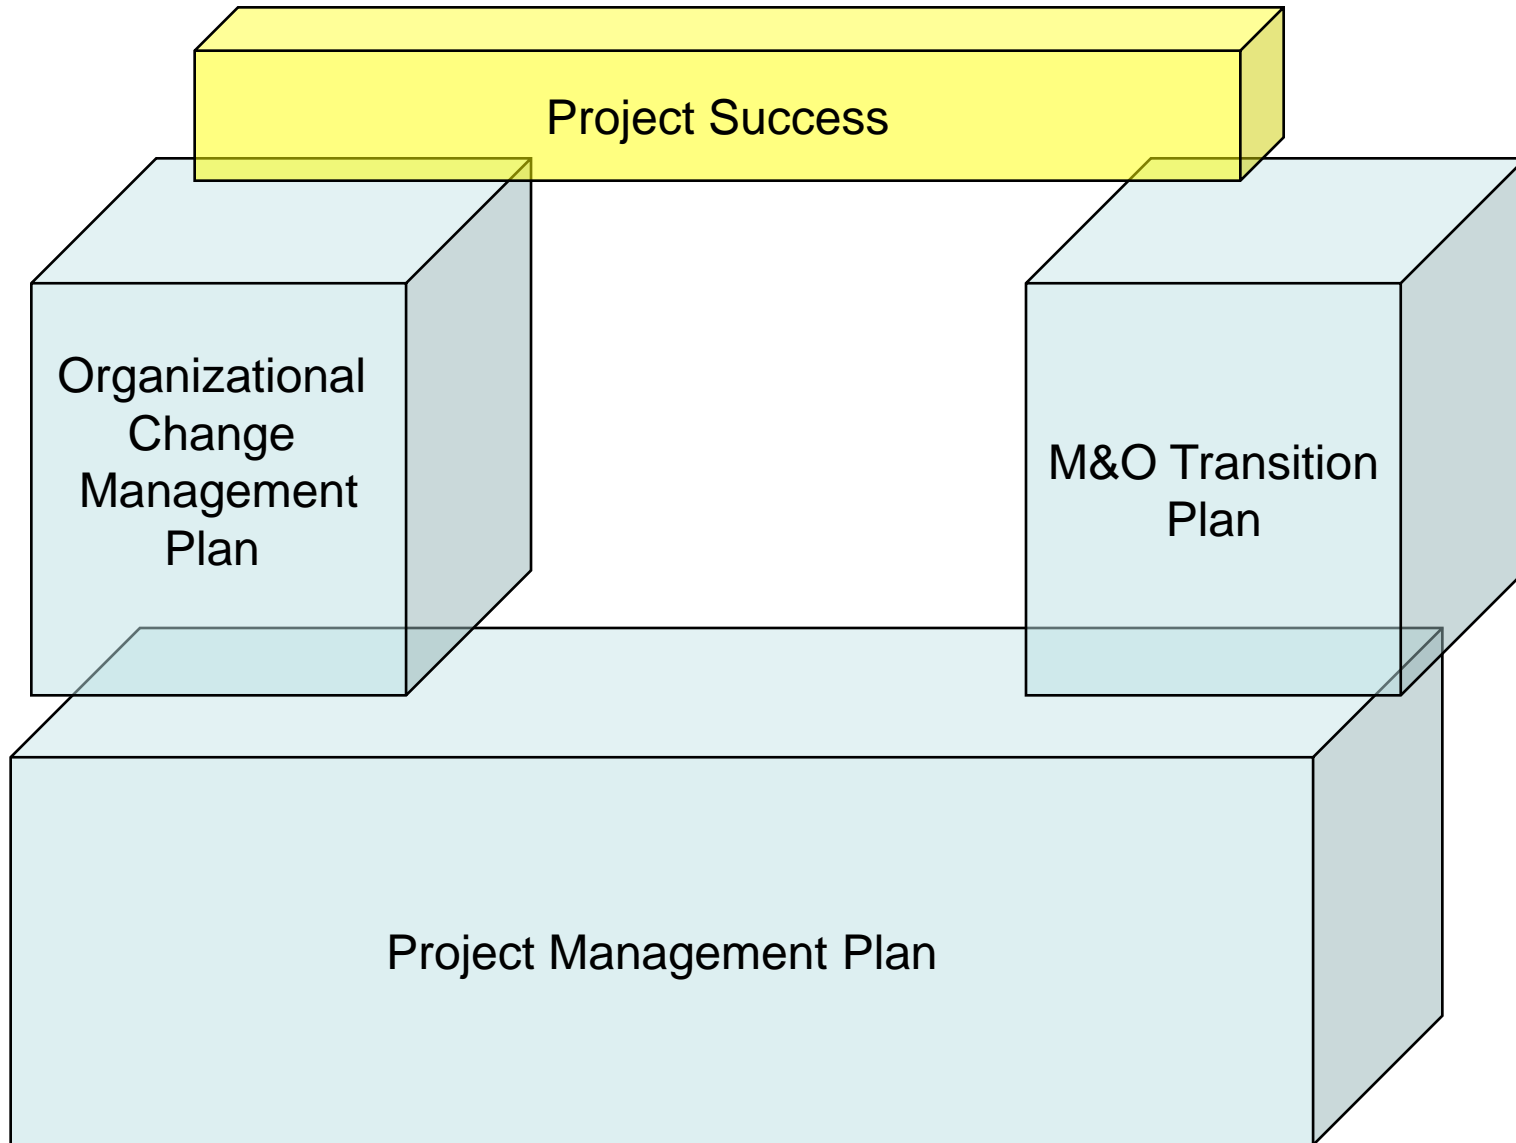 Project Success
Organizational
Change
Management
Plan
M&O Transition
Plan
Project Management Plan